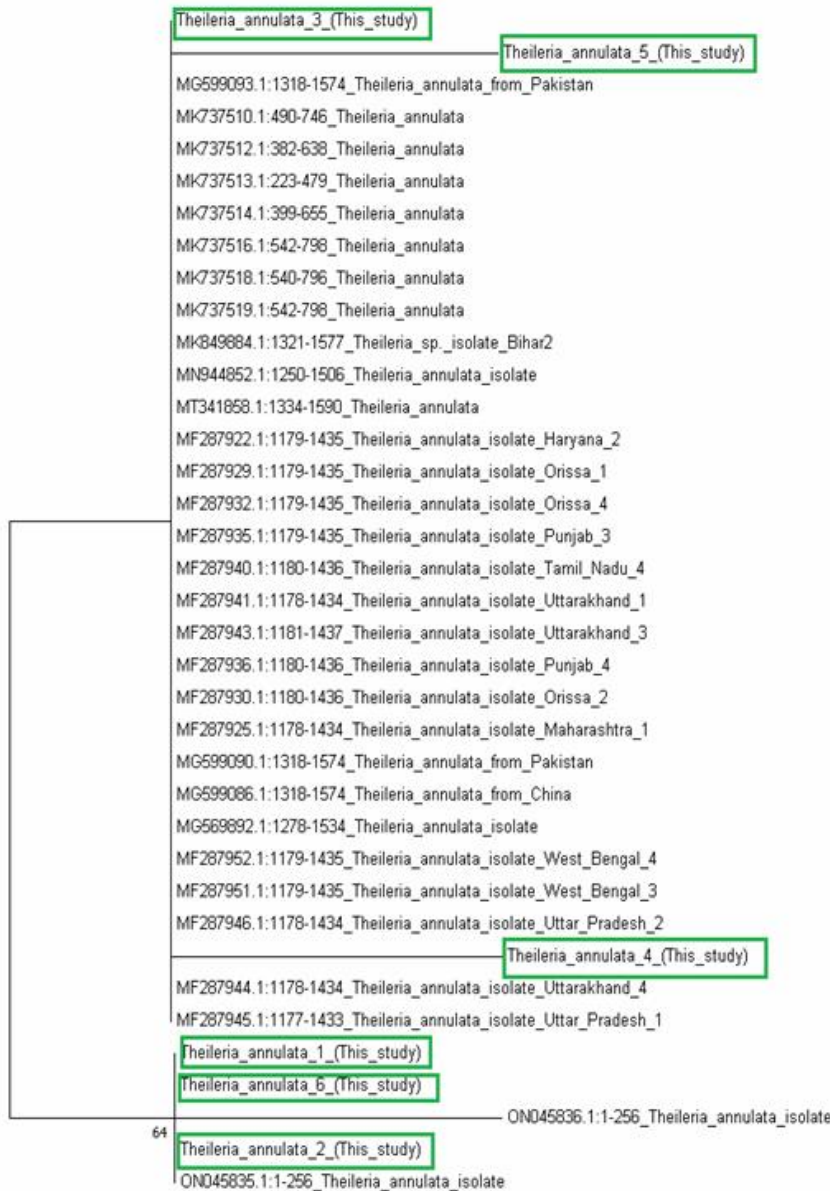 Theileria_annulata_3_(This_study)
Theileria_annulata_5_(This_study)
MG599093.1:1318-1574_Theileria_annulata_from_Pakistan
MK737510.1:490-746_Theileria_annulata
MK737512.1:382-638_Theileria_annulata
MK737513.1:223-479_Theileria_annulata
MK737514.1:399-655_Theileria_annulata
MK737516.1:542-798_Theileria_annulata
MK737518.1:540-796_Theileria_annulata
MK737519.1:542-798_Theileria_annulata
MK849884.1:1321-1577_Theileria_sp._isolate_Bihar2
MN944852.1:1250-1506_Theileria_annulata_isolate
MT341858.1:1334-1590_Theileria_annulata
MF287922.1:1179-1435_Theileria_annulata_isolate_Haryana_2
MF287929.1:1179-1435_Theileria_annulata_isolate_Orissa_1
MF287932.1:1179-1435_Theileria_annulata_isolate_Orissa_4
MF287935.1:1179-1435_Theileria_annulata_isolate_Punjab_3
MF287940.1:1180-1436_Theileria_annulata_isolate_Tamil_Nadu_4
MF287941.1:1178-1434_Theileria_annulata_isolate_Uttarakhand_1
MF287943.1:1181-1437_Theileria_annulata_isolate_Uttarakhand_3
MF287936.1:1180-1436_Theileria_annulata_isolate_Punjab_4
MF287930.1:1180-1436_Theileria_annulata_isolate_Orissa_2
MF287925.1:1178-1434_Theileria_annulata_isolate_Maharashtra_1
MG599090.1:1318-1574_Theileria_annulata_from_Pakistan
MG599086.1:1318-1574_Theileria_annulata_from_China
MG569892.1:1278-1534_Theileria_annulata_isolate
MF287952.1:1179-1435_Theileria_annulata_isolate_West_Bengal_4
MF287951.1:1179-1435_Theileria_annulata_isolate_West_Bengal_3
MF287946.1:1178-1434_Theileria_annulata_isolate_Uttar_Pradesh_2
Theileria_annulata_4_(This_study)
MF287944.1:1178-1434_Theileria_annulata_isolate_Uttarakhand_4
MF287945.1:1177-1433_Theileria_annulata_isolate_Uttar_Pradesh_1
Theileria_annulata_1_(This_study)
Theileria_annulata_6_(This_study)
ON045836.1:1-256_Theileria_annulata_isolate
64
Theileria_annulata_2_(This_study)
ON045835.1:1-256_Theileria_annulata_isolate